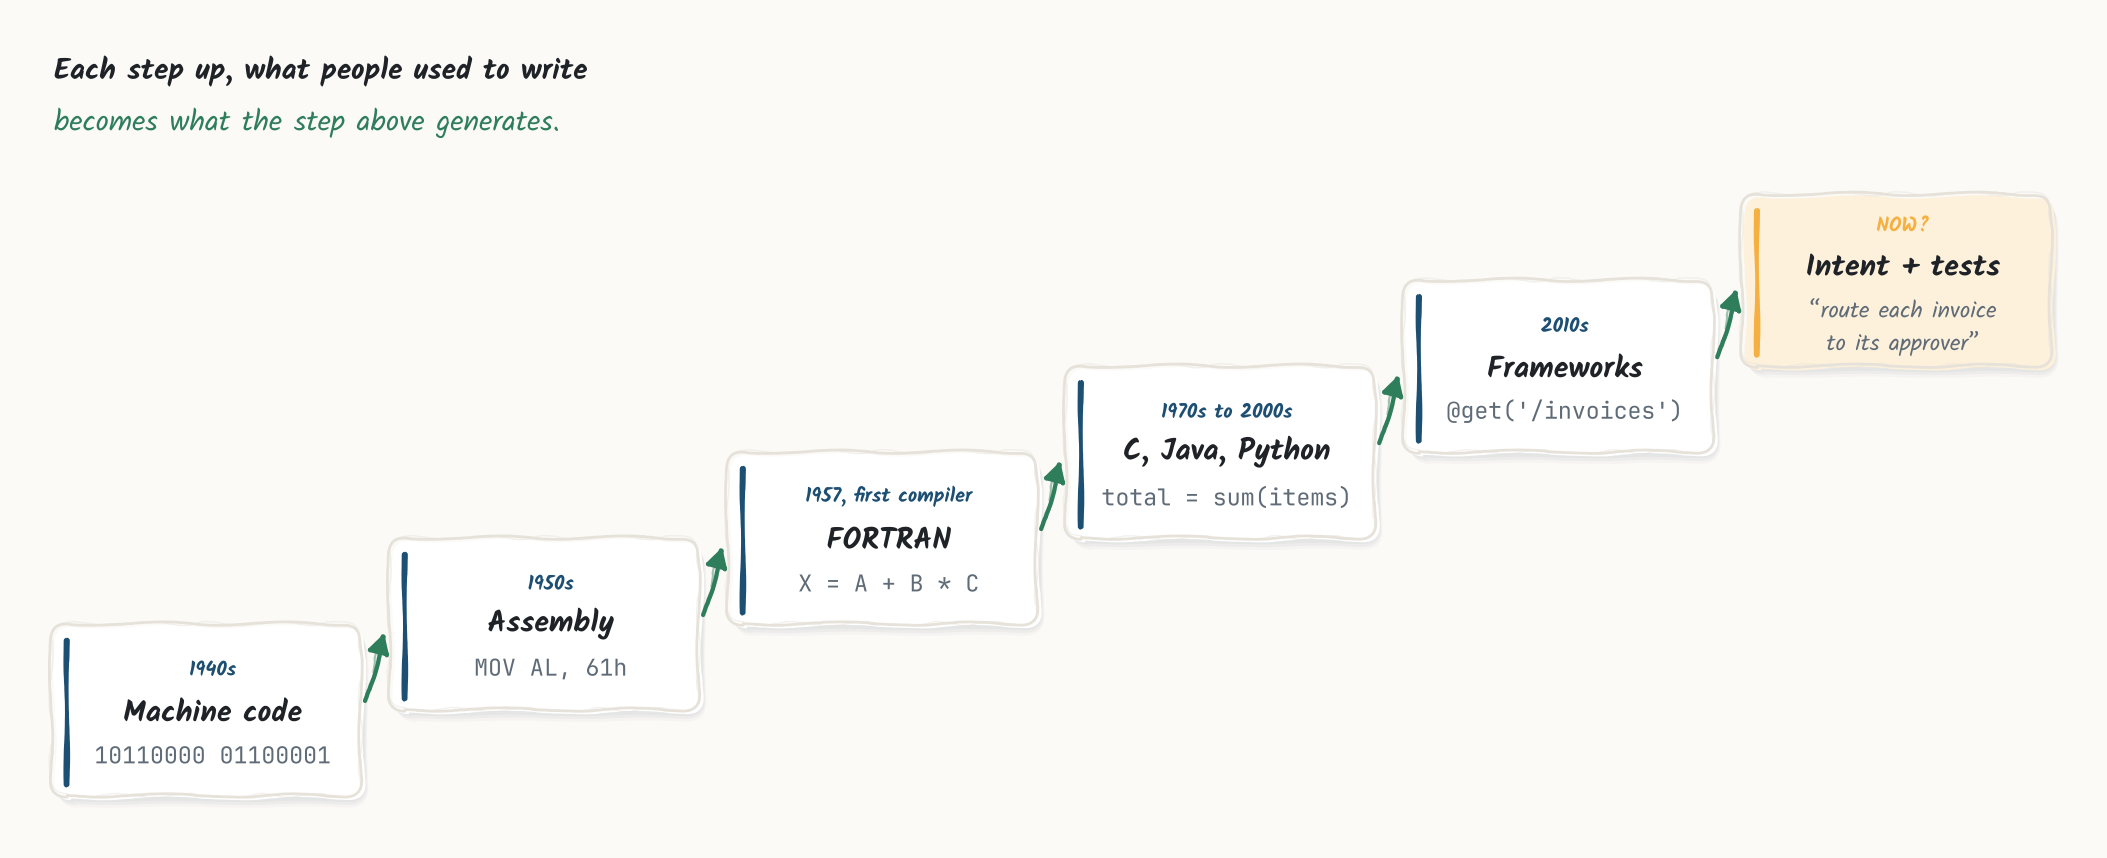 Each step up, what people used to write
becomes what the step above generates.
1940s
Machine code
10110000 01100001
1950s
Assembly
MOV AL, 61h
1957, first compiler
FORTRAN
X = A + B * C
1970s to 2000s
C, Java, Python
total = sum(items)
2010s
Frameworks
@get('/invoices')
NOW?
Intent + tests
“route each invoice
to its approver”